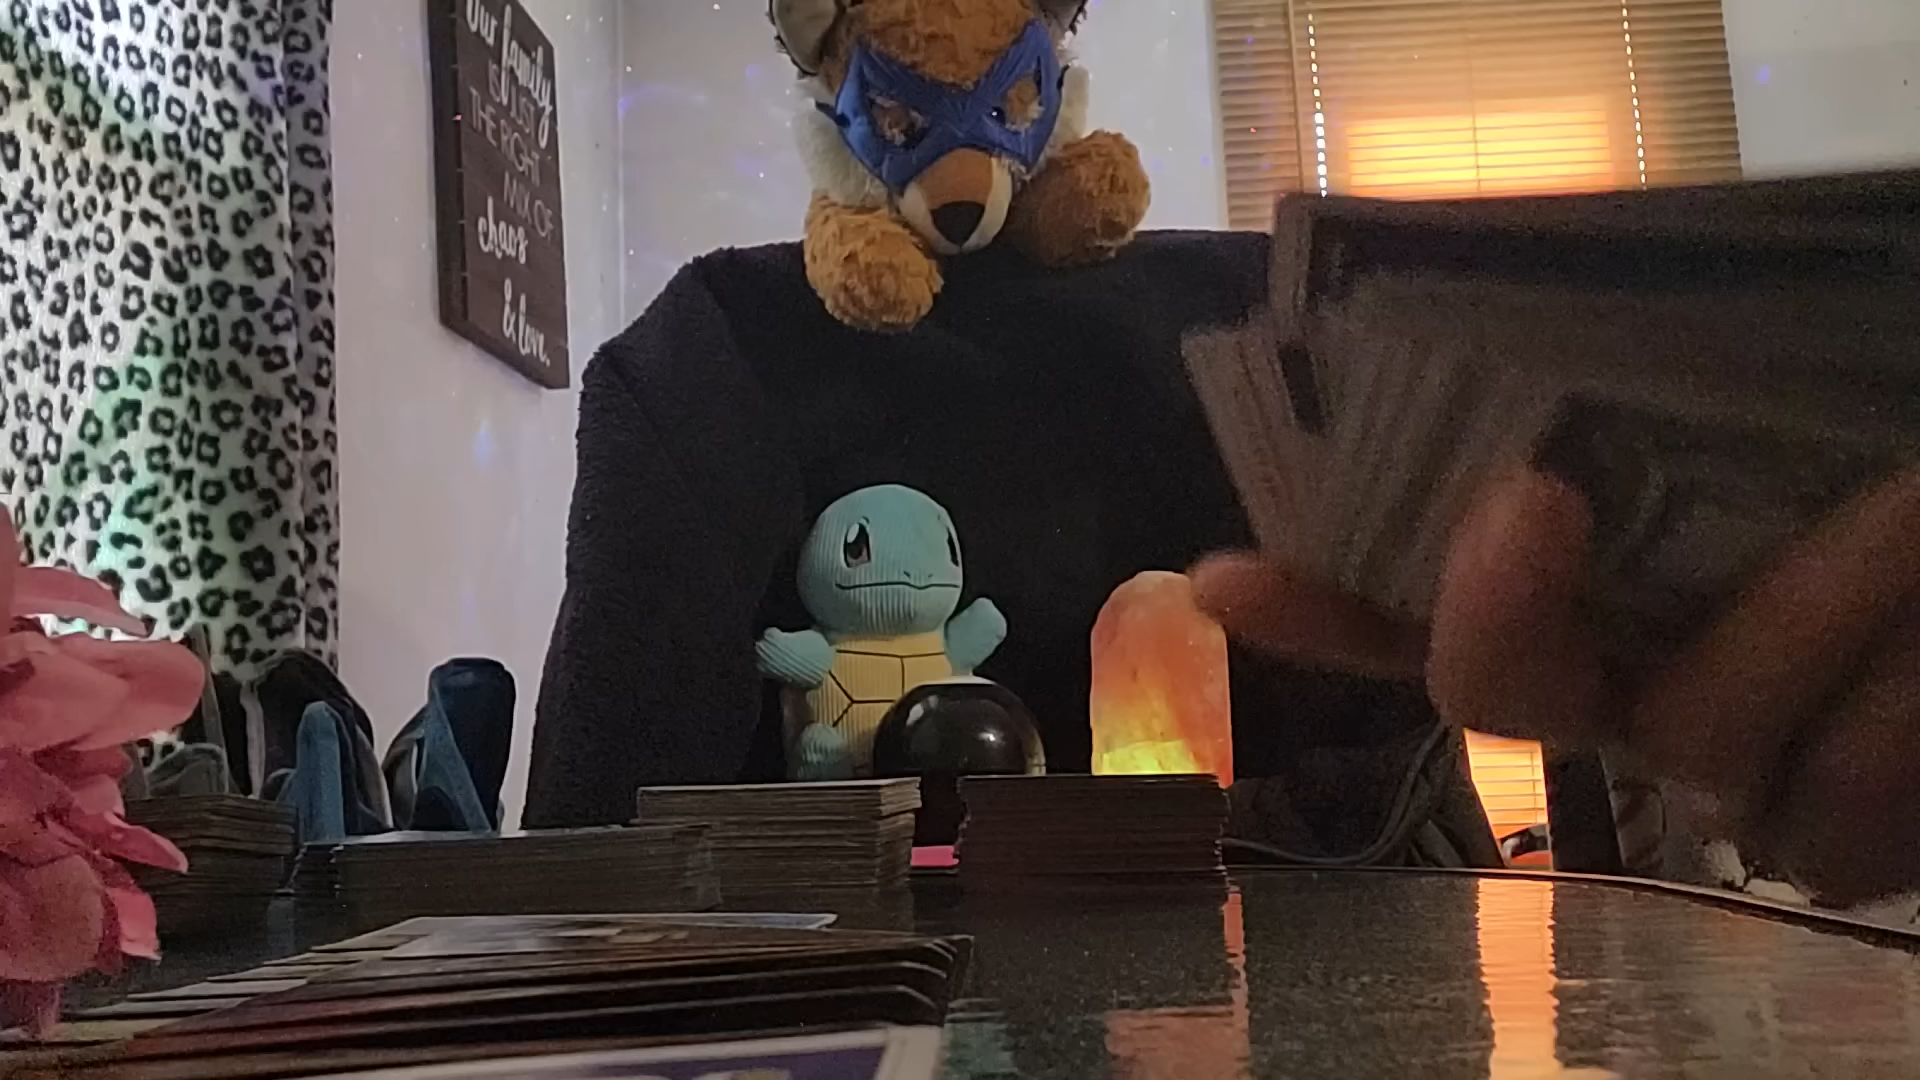 Our family
IS JUST
THE RIGHT
MIX OF
chaos
& love.